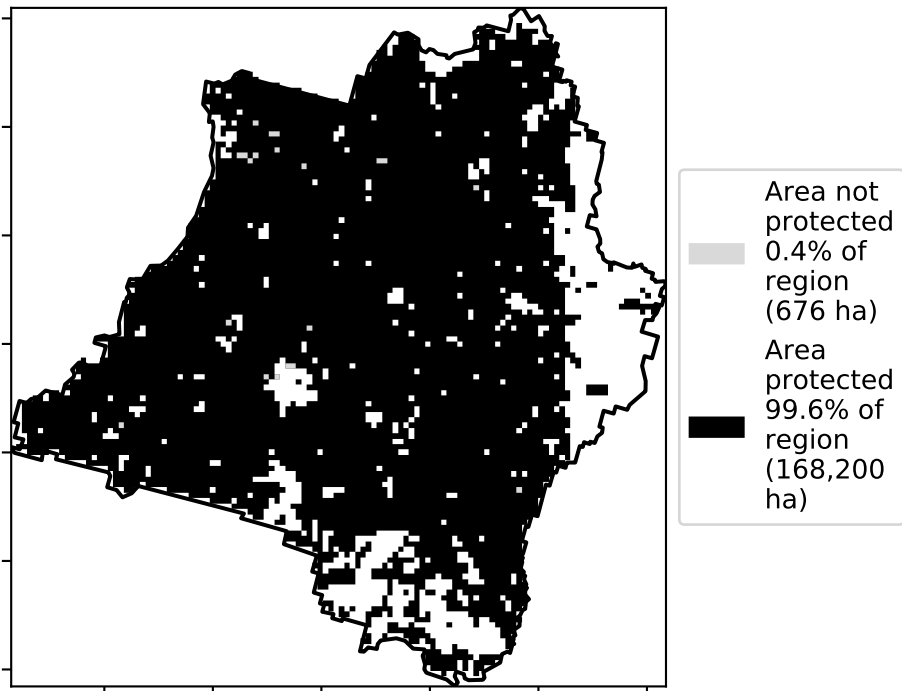 Area not
protected
0.4% of
region
(676 ha)
Area
protected
99.6% of
region
(168,200
ha)